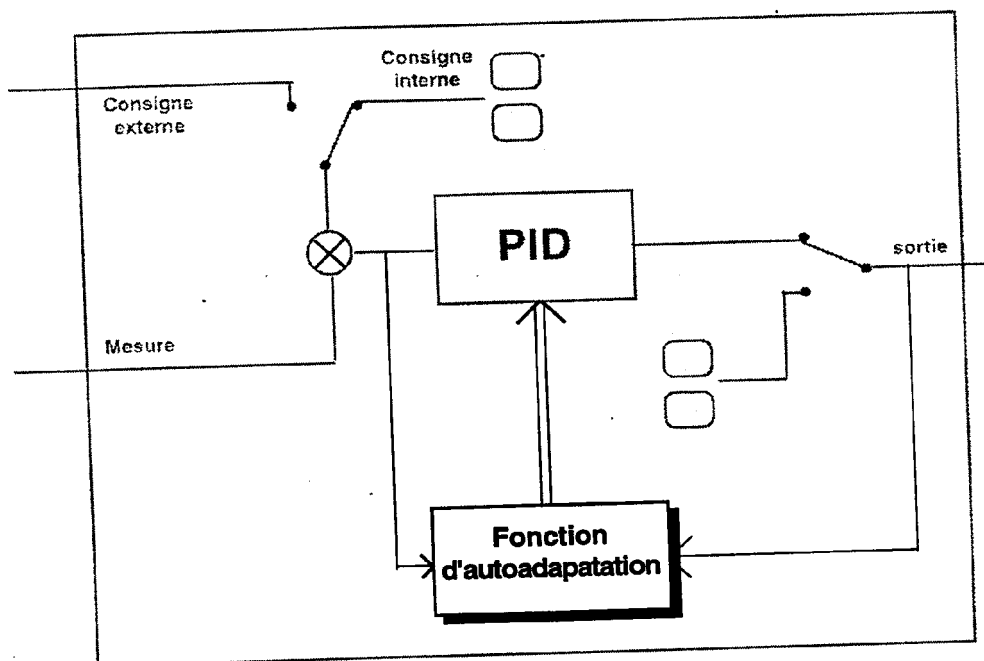 Consigne
interne
Consigne
externe
PID
sortie
Mesure
Fonction
d'autoadapatation